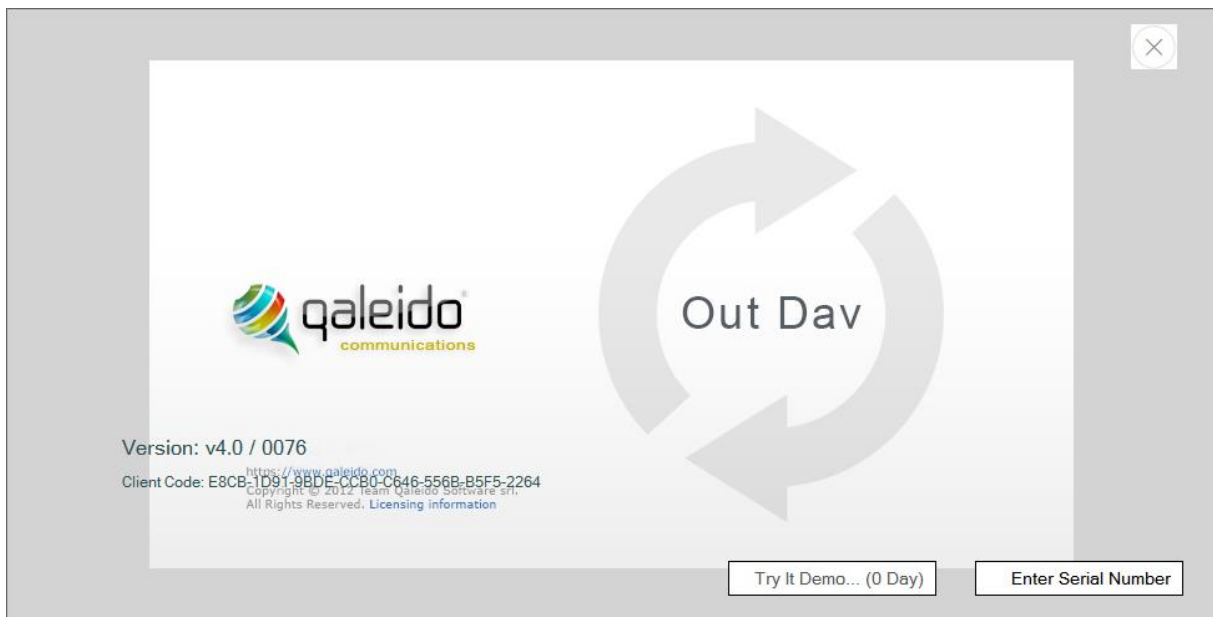 qaleido®
communications
Out Dav
Version: v4.0 / 0076
https://www.qaleido.com
Client Code: E8CB-1D91-9BDE-CCB0-C646-556B-B5F5-2264
Copyright © 2012 Team Qaleido Software srl.
All Rights Reserved. Licensing information
Try It Demo... (0 Day)
Enter Serial Number